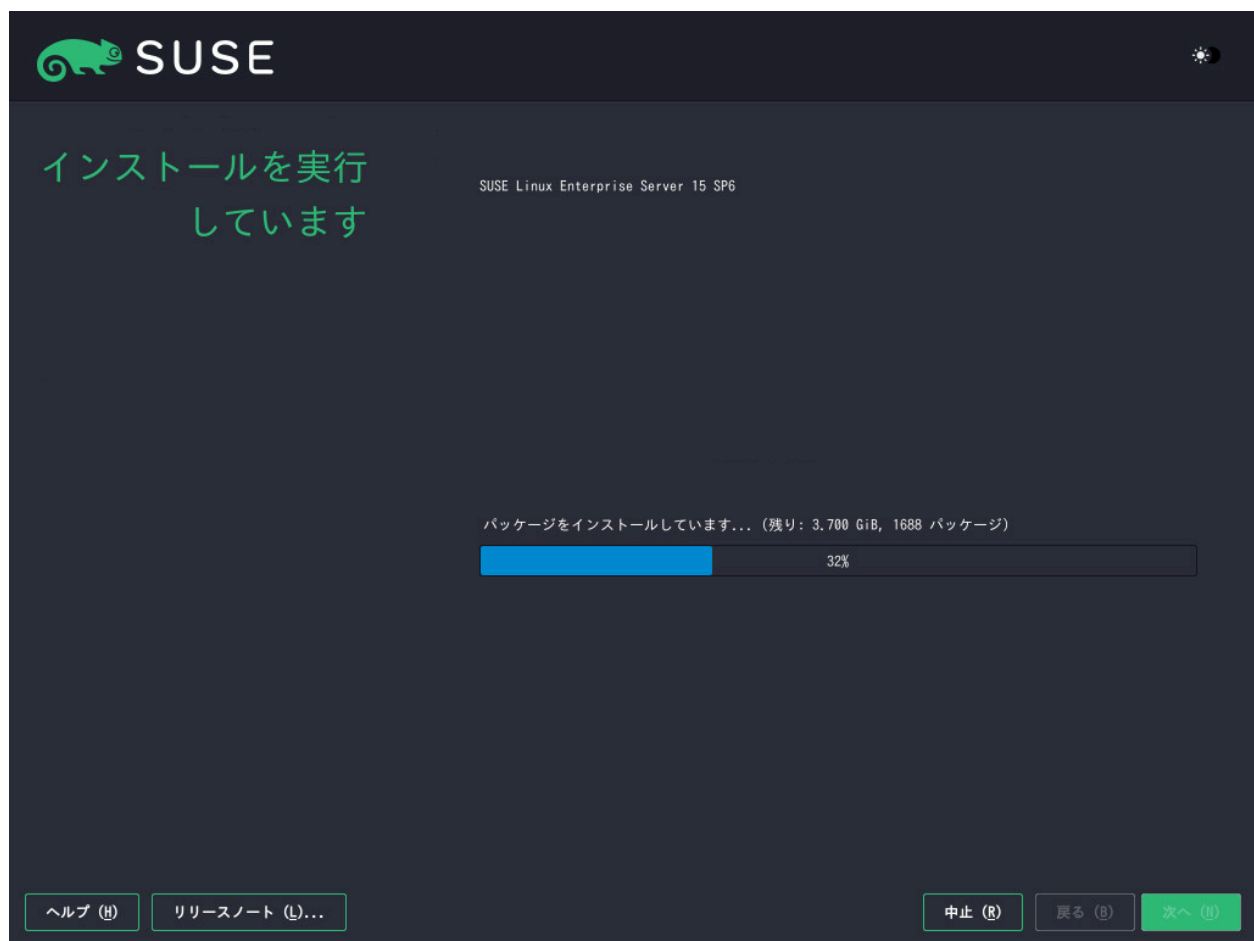 SUSE
インストールを実行
しています
SUSE Linux Enterprise Server 15 SP6
パッケージをインストールしています... (残り: 3.700 GiB, 1688 パッケージ)
32%
ヘルプ (H)
リリースノート (L)...
中止 (R)
戻る (B)
次へ (N)